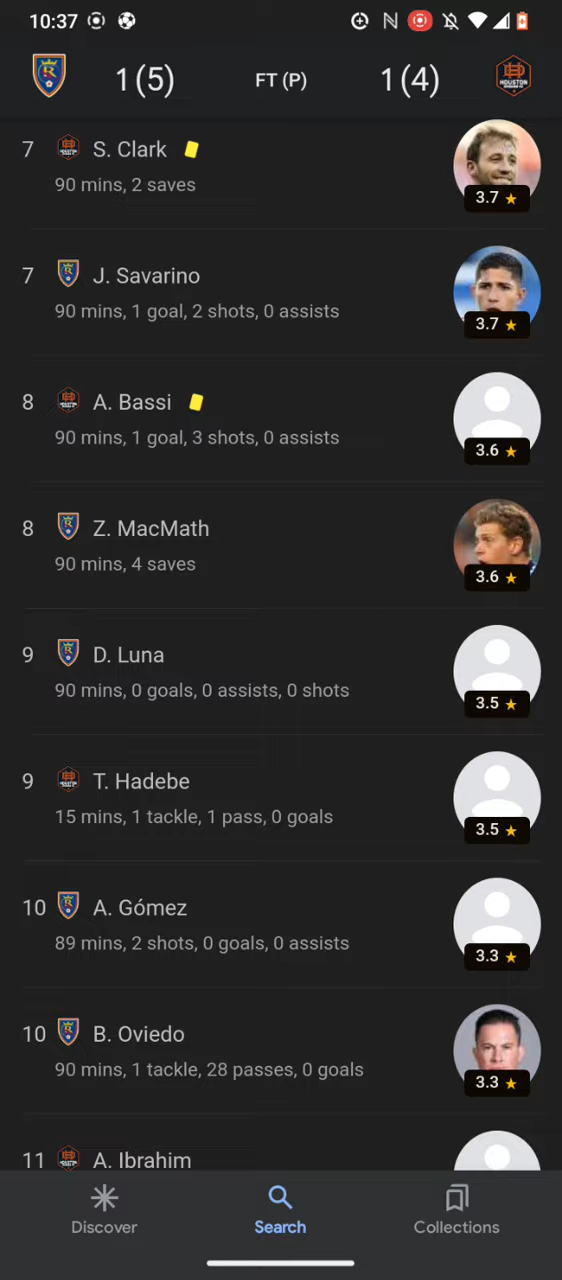 10:37
1 (5)
FT (P)
1 (4)
HOUSTON
7 S. Clark
90 mins, 2 saves
3.7 ★
7 J. Savarino
90 mins, 1 goal, 2 shots, 0 assists
3.7 ★
8 A. Bassi
90 mins, 1 goal, 3 shots, 0 assists
3.6 ★
8 Z. MacMath
90 mins, 4 saves
3.6 ★
9 D. Luna
90 mins, 0 goals, 0 assists, 0 shots
3.5 ★
9 T. Hadebe
15 mins, 1 tackle, 1 pass, 0 goals
3.5 ★
10 A. Gómez
89 mins, 2 shots, 0 goals, 0 assists
3.3 ★
10 B. Oviedo
90 mins, 1 tackle, 28 passes, 0 goals
3.3 ★
11 A. Ibrahim
Discover
Search
Collections